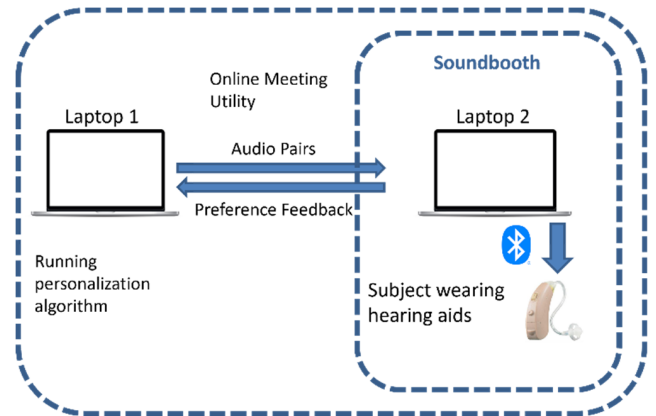 Soundbooth
Online Meeting
Utility
Laptop 1
Laptop 2
Audio Pairs
Preference Feedback
Running
personalization
algorithm
Subject wearing
hearing aids